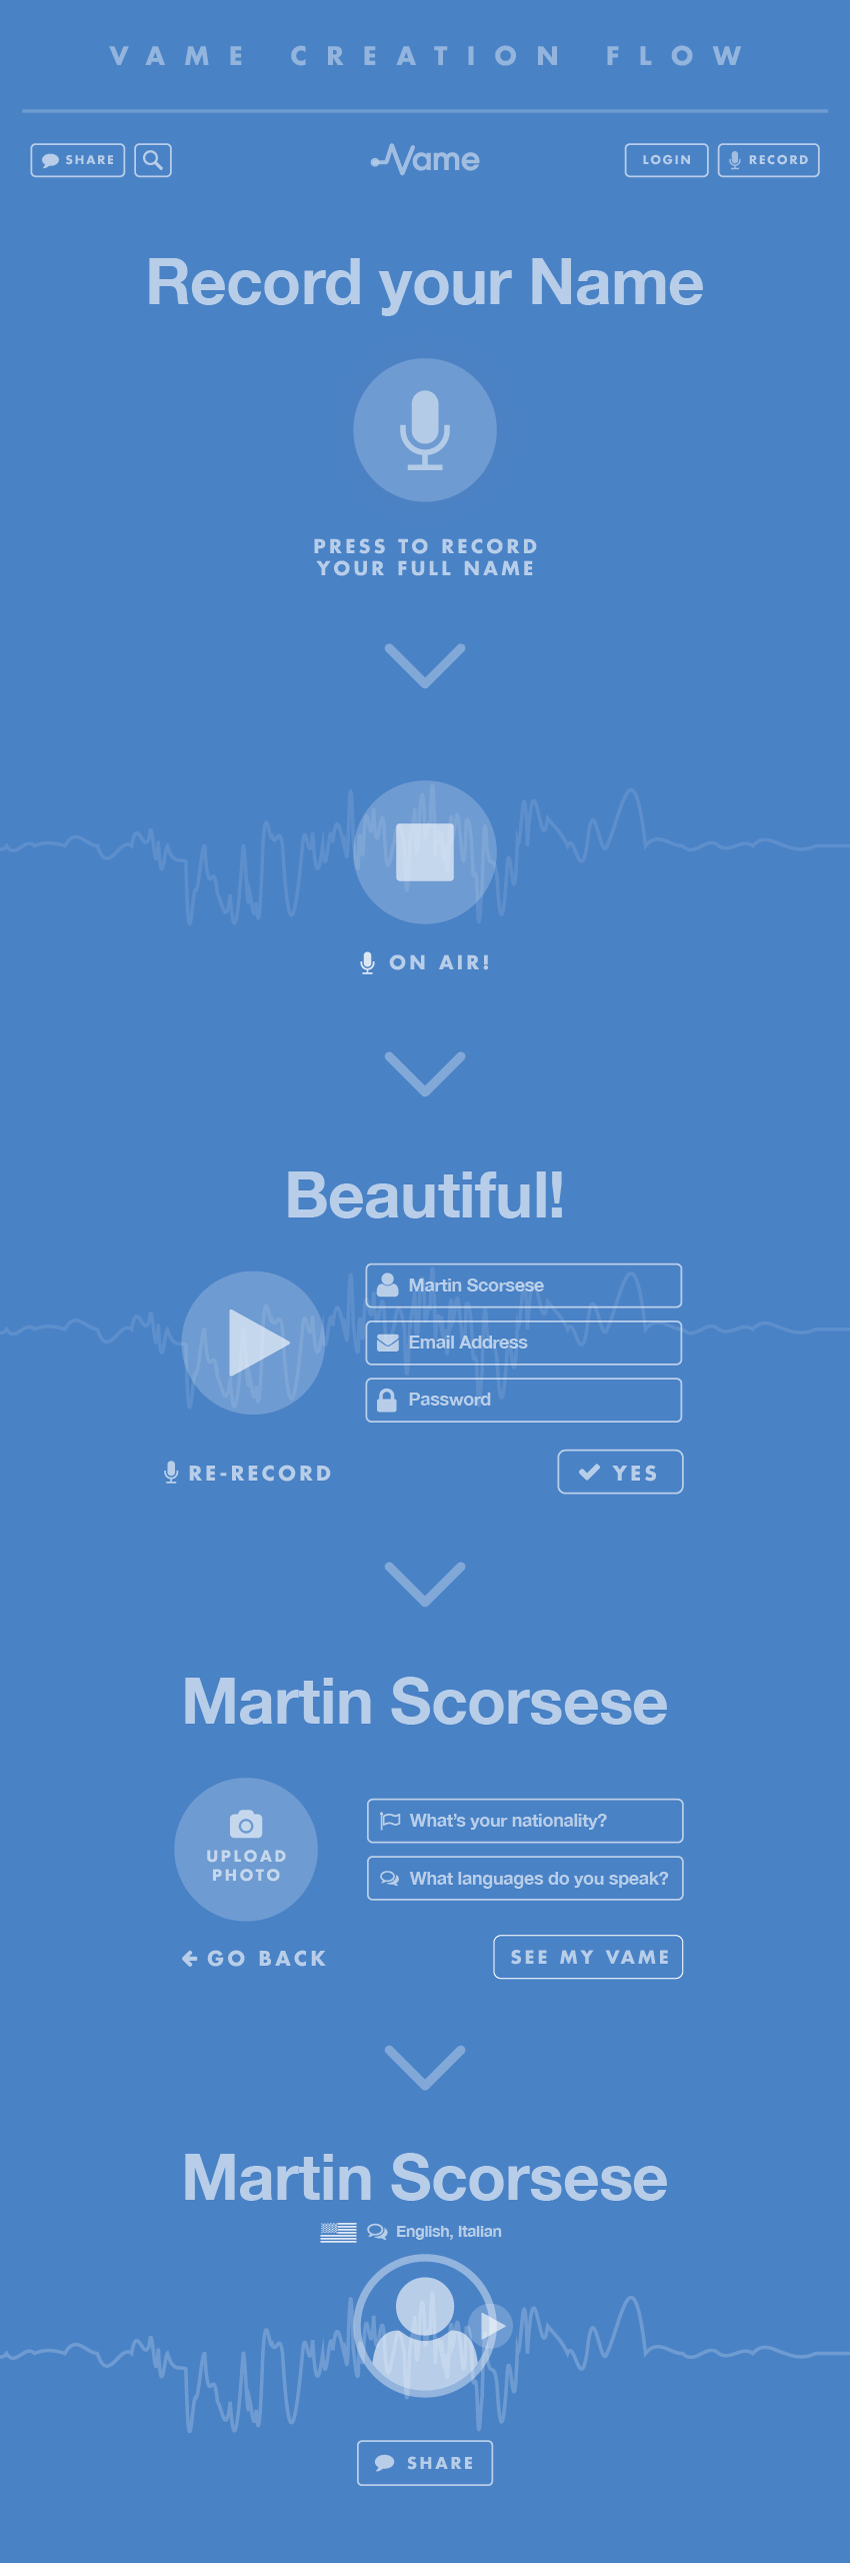 VAME CREATION FLOW
SHARE
Vame
LOGIN
RECORD
Record your Name
PRESS TO RECORD
YOUR FULL NAME
ON AIR!
Beautiful!
Martin Scorsese
Email Address
Password
RE-RECORD
YES
Martin Scorsese
UPLOAD
PHOTO
What's your nationality?
What languages do you speak?
GO BACK
SEE MY VAME
Martin Scorsese
English, Italian
SHARE